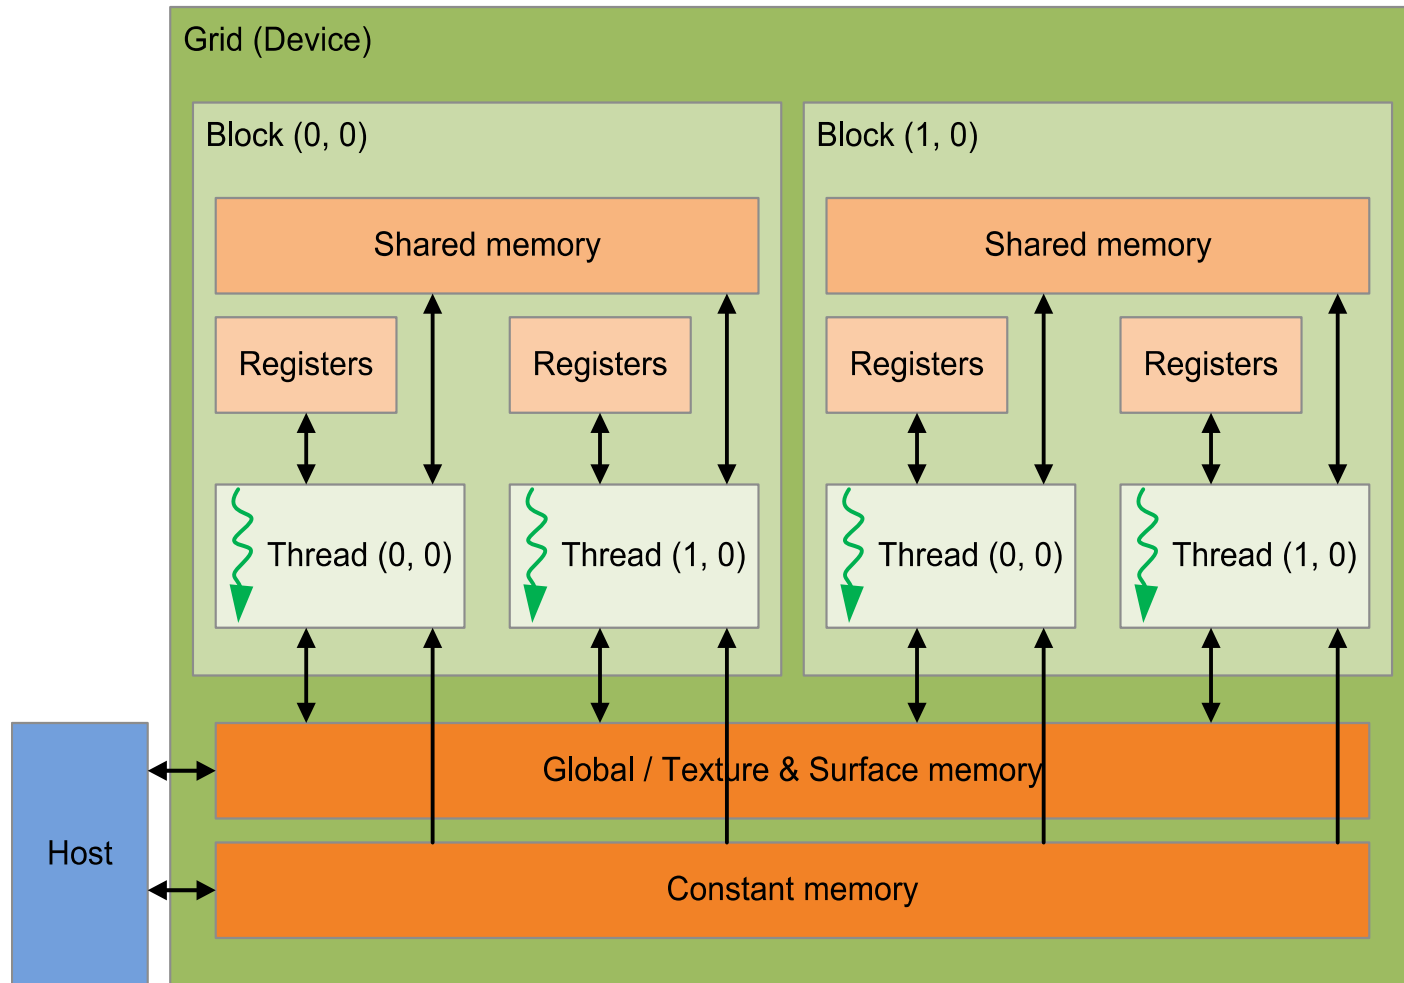 Grid (Device)
Block (0, 0)
Block (1, 0)
Shared memory
Shared memory
Registers
Registers
Registers
Registers
Thread (0, 0)
Thread (1, 0)
Thread (0, 0)
Thread (1, 0)
Global / Texture & Surface memory
Host
Constant memory